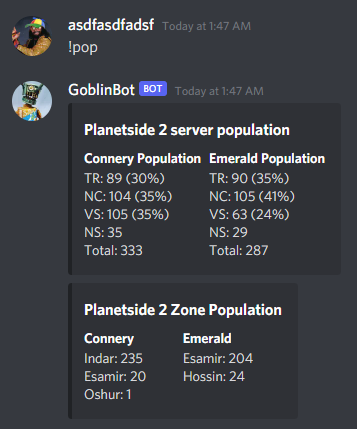 asdfasdfadsf Today at 1:47 AM
!pop
GoblinBot BOT Today at 1:47 AM
Planetside 2 server population
Connery Population Emerald Population
TR: 89 (30%) TR: 90 (35%)
NC: 104 (35%) NC: 105 (41%)
VS: 105 (35%) VS: 63 (24%)
NS: 35 NS: 29
Total: 333 Total: 287
Planetside 2 Zone Population
Connery Emerald
Indar: 235 Esamir: 204
Esamir: 20 Hossin: 24
Oshur: 1